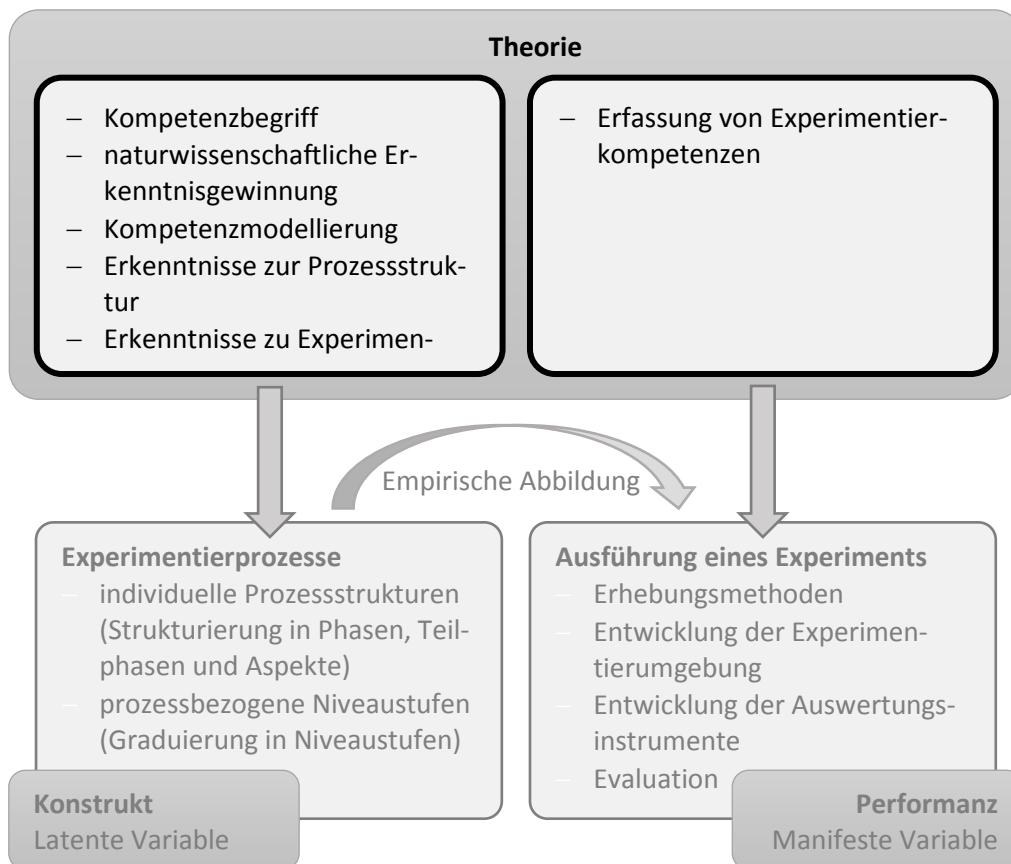 Theorie
– Kompetenzbegriff
– naturwissenschaftliche Er-
kenntnisgewinnung
– Kompetenzmodellierung
– Erkenntnisse zur Prozessstruk-
tur
– Erkenntnisse zu Experimen-
– Erfassung von Experimentier-
kompetenzen
Empirische Abbildung
Experimentierprozesse
– individuelle Prozessstrukturen
(Strukturierung in Phasen, Teil-
phasen und Aspekte)
– prozessbezogene Niveaustufen
(Graduierung in Niveaustufen)
Konstrukt
Latente Variable
Ausführung eines Experiments
– Erhebungsmethoden
– Entwicklung der Experimen-
tierumgebung
– Entwicklung der Auswertungs-
instrumente
– Evaluation
Performanz
Manifeste Variable